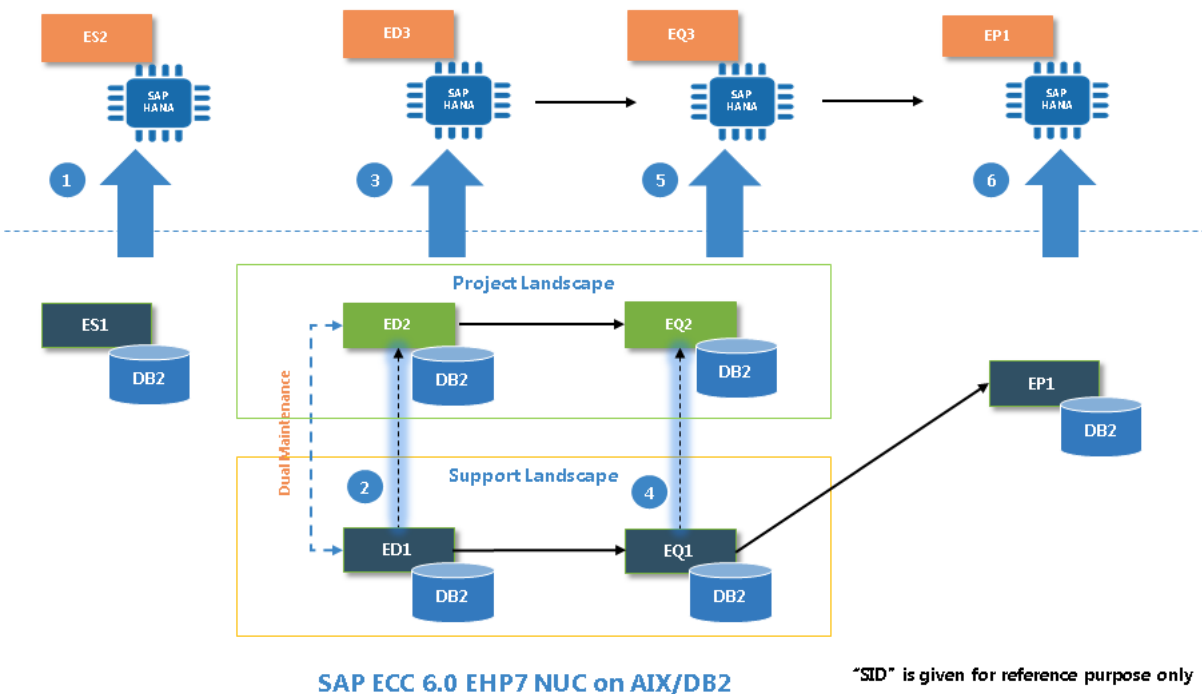 ES2
SAP
HANA
ED3
SAP
HANA
EQ3
SAP
HANA
EP1
SAP
HANA
1
3
5
6
Project Landscape
ES1
DB2
ED2
DB2
EQ2
DB2
EP1
DB2
Dual Maintenance
Support Landscape
2
4
ED1
DB2
EQ1
DB2
SAP ECC 6.0 EHP7 NUC on AIX/DB2
"SID" is given for reference purpose only